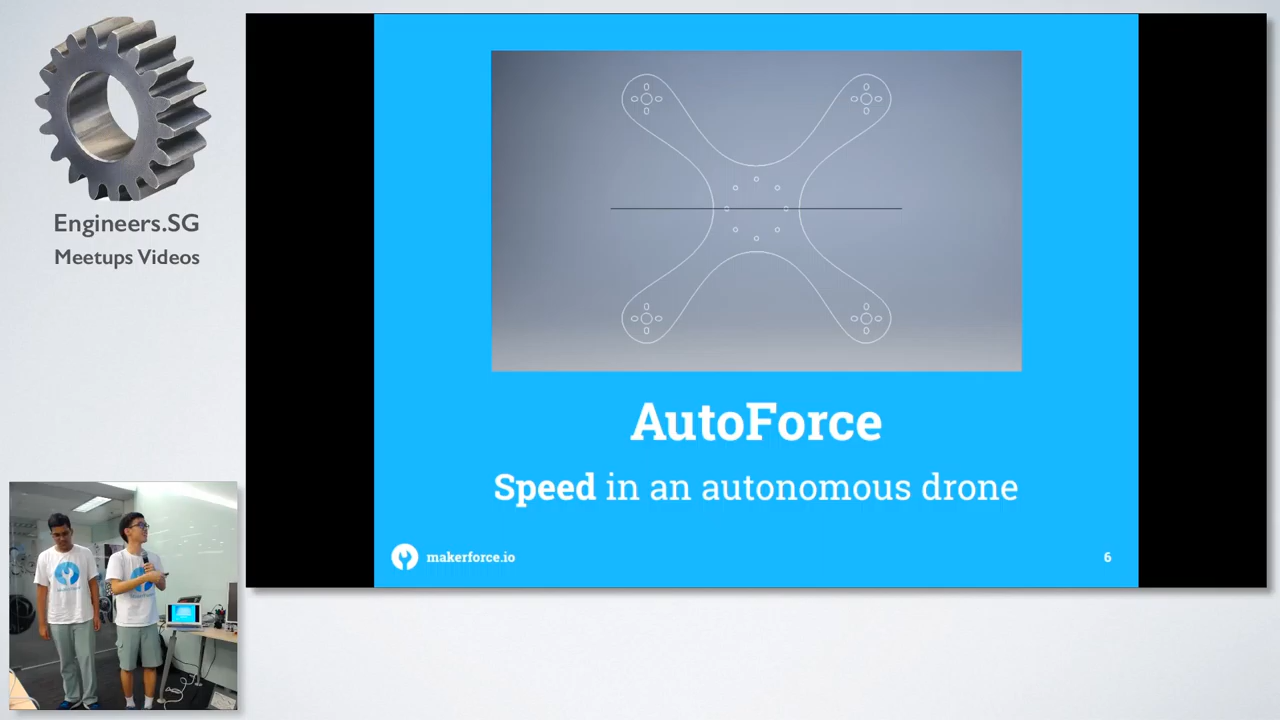 Engineers.SG
Meetups Videos
AutoForce
Speed in an autonomous drone
makerforce.io
6